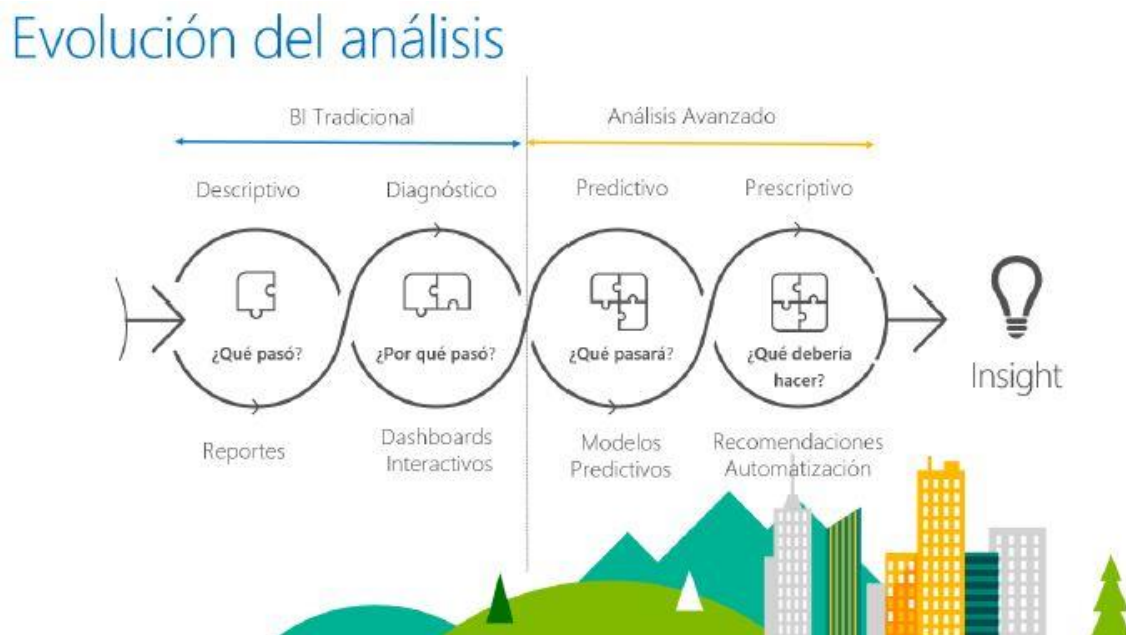 Evolución del análisis
BI Tradicional
Análisis Avanzado
Descriptivo
Diagnóstico
Predictivo
Prescriptivo
¿Qué pasó?
¿Por qué pasó?
¿Qué pasará?
¿Qué debería
hacer?
Insight
Reportes
Dashboards
Interactivos
Modelos
Predictivos
Recomendaciones
Automatización